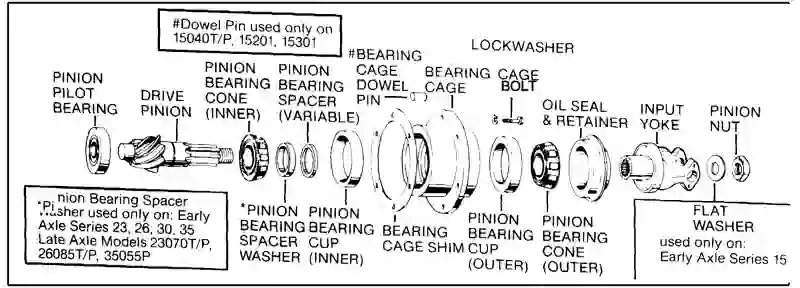 #Dowel Pin used only on
15040T/P, 15201, 15301
PINION
PILOT
BEARING
DRIVE
PINION
PINION
BEARING
CONE
(INNER)
PINION
BEARING
SPACER
(VARIABLE)
#BEARING
CAGE
DOWEL
PIN
BEARING
CAGE
LOCKWASHER
CAGE
BOLT
OIL SEAL
& RETAINER
INPUT
YOKE
PINION
NUT
nion Bearing Spacer
*Pi
Washer used only on: Early
Axle Series 23, 26, 30, 35
Late Axle Models 23070T/P,
26085T/P, 35055P
*PINION
BEARING
SPACER
WASHER
PINION
BEARING
CUP
(INNER)
BEARING
CAGE SHIM
PINION
BEARING
CUP
(OUTER)
PINION
BEARING
CONE
(OUTER)
FLAT
WASHER
used only on:
Early Axle Series 15